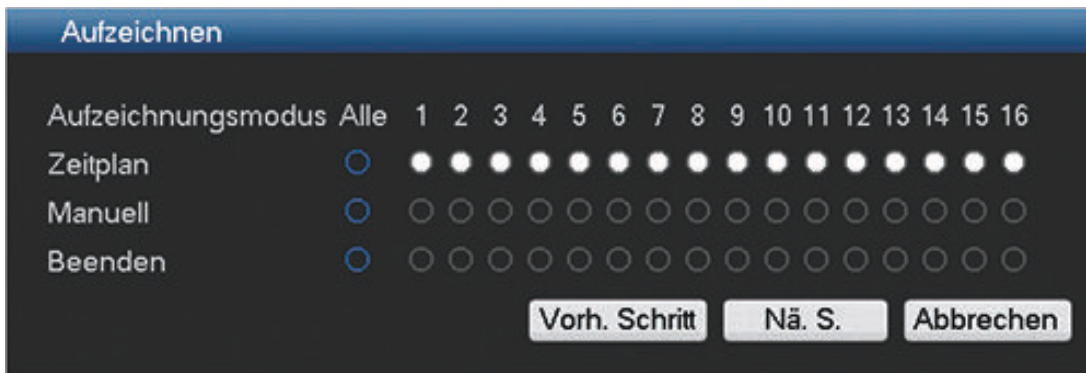 Aufzeichnen
Aufzeichnungsmodus Alle 1 2 3 4 5 6 7 8 9 10 11 12 13 14 15 16
Zeitplan
Manuell
Beenden
Vorh. Schritt Nä. S. Abbrechen